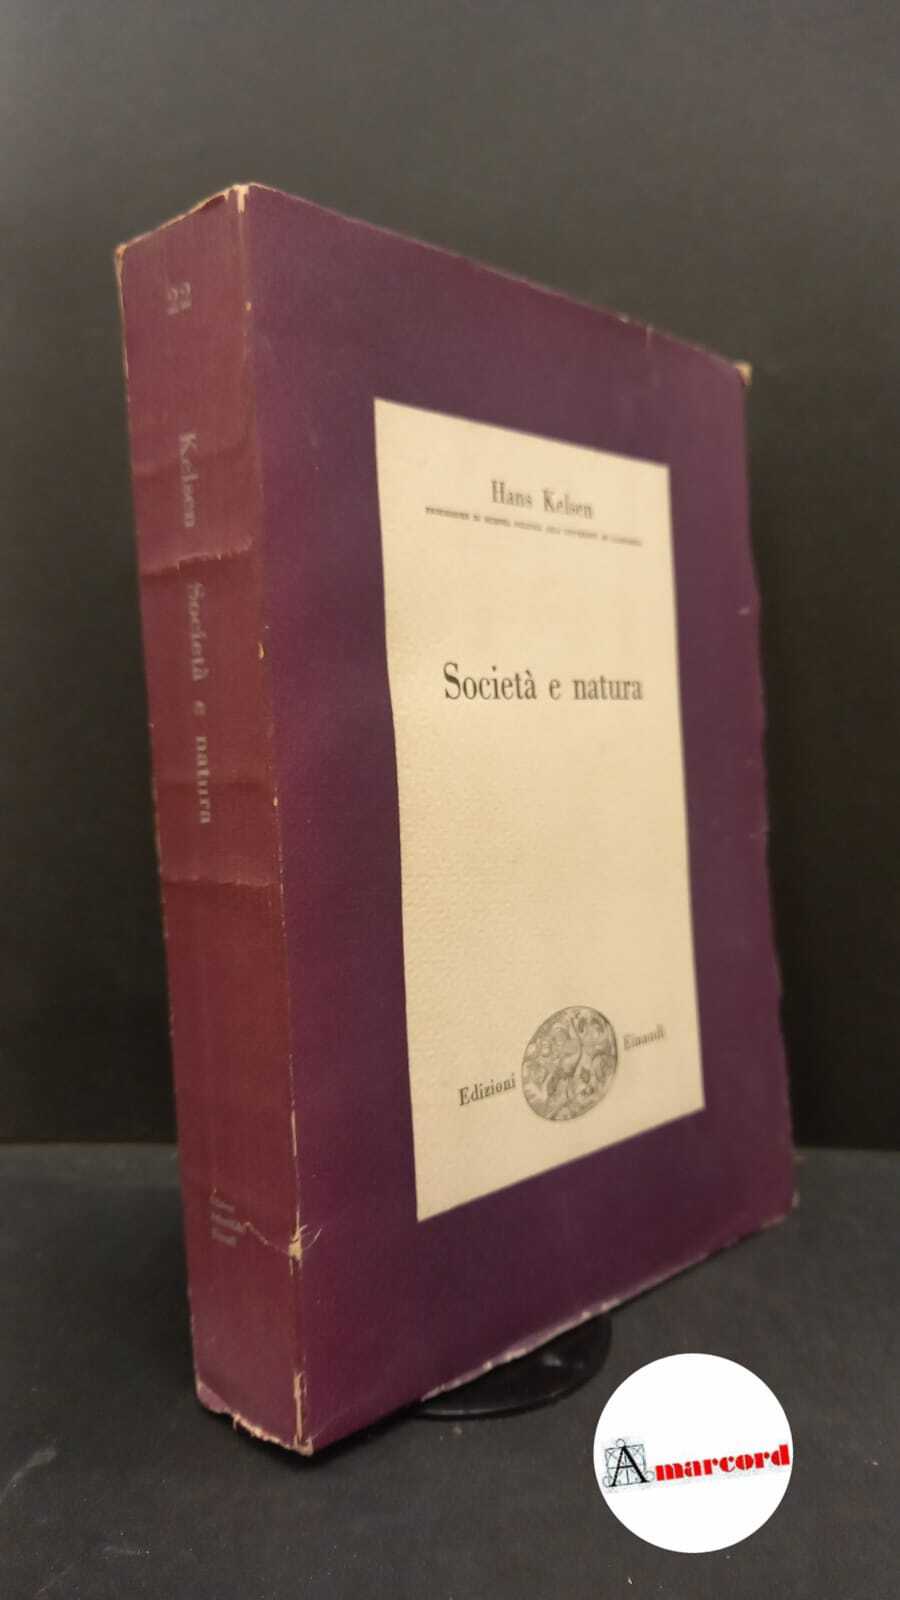 22
Kelsen Società e natura
Hans Kelsen
Società e natura
Edizioni Einaudi
Amarcord